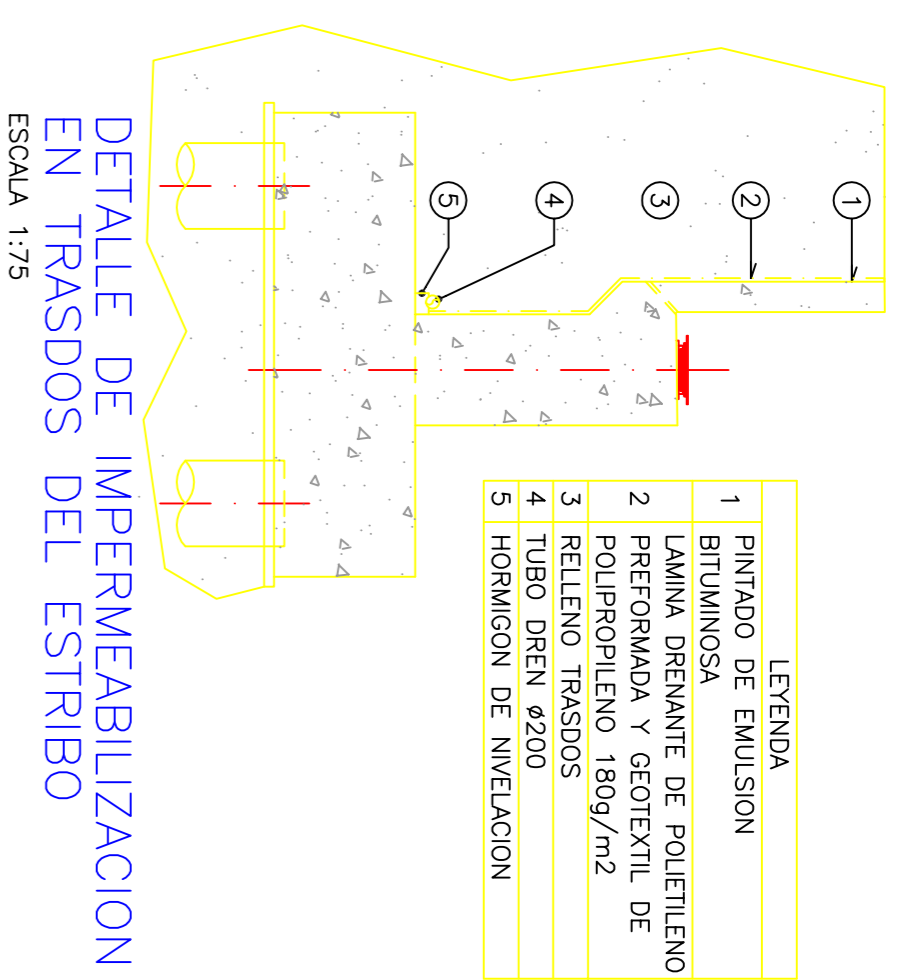 1
2
3
4
5
LEYENDA
1 PINTADO DE EMULSION
BITUMINOSA
2 LAMINA DRENANTE DE POLIETILENO
PREFORMADA Y GEOTEXTIL DE
POLIPROPILENO 180g/m2
3 RELLENO TRASDOS
4 TUBO DREN ø200
5 HORMIGON DE NIVELACION
DETALLE DE IMPERMEABILIZACION
EN TRASDOS DEL ESTRIBO
ESCALA 1:75